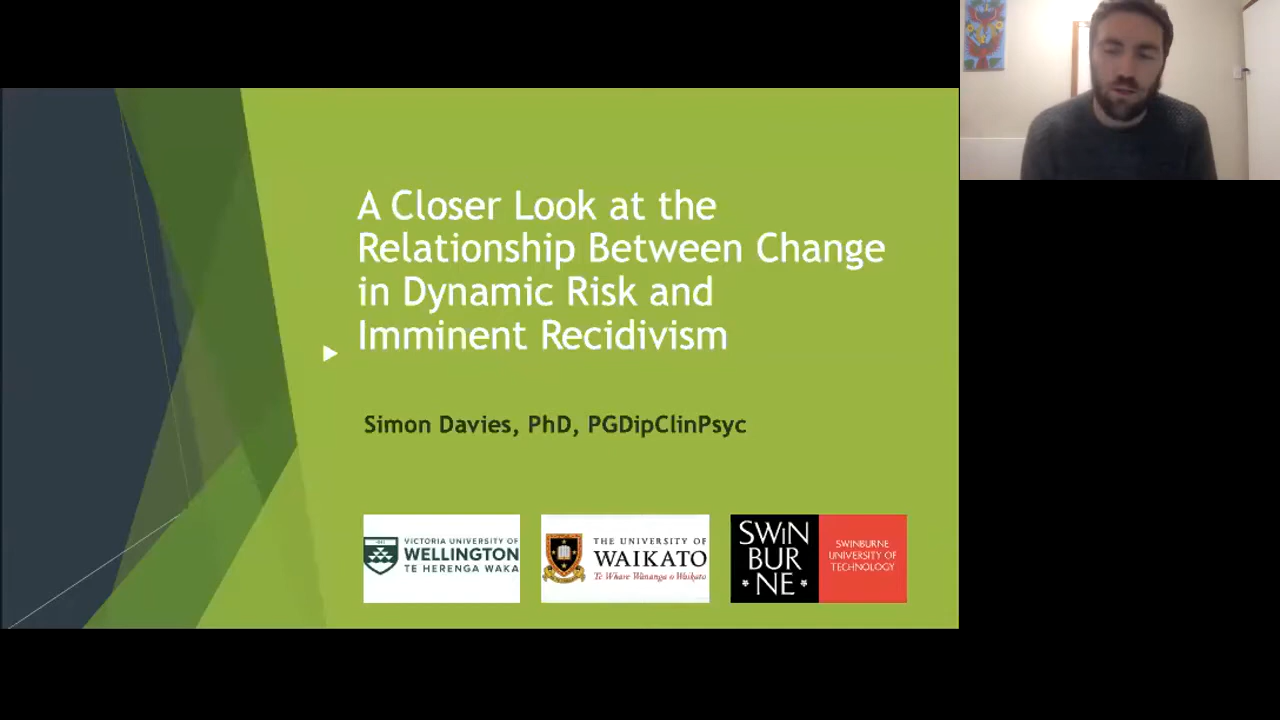 A Closer Look at the
Relationship Between Change
in Dynamic Risk and
Imminent Recidivism
Simon Davies, PhD, PGDipClinPsyc
VICTORIA UNIVERSITY OF
WELLINGTON
TE HERENGA WAKA
THE UNIVERSITY OF
WAIKATO
Te Whare Wānanga o Waikato
SWIN
BUR
NE
SWINBURNE
UNIVERSITY OF
TECHNOLOGY